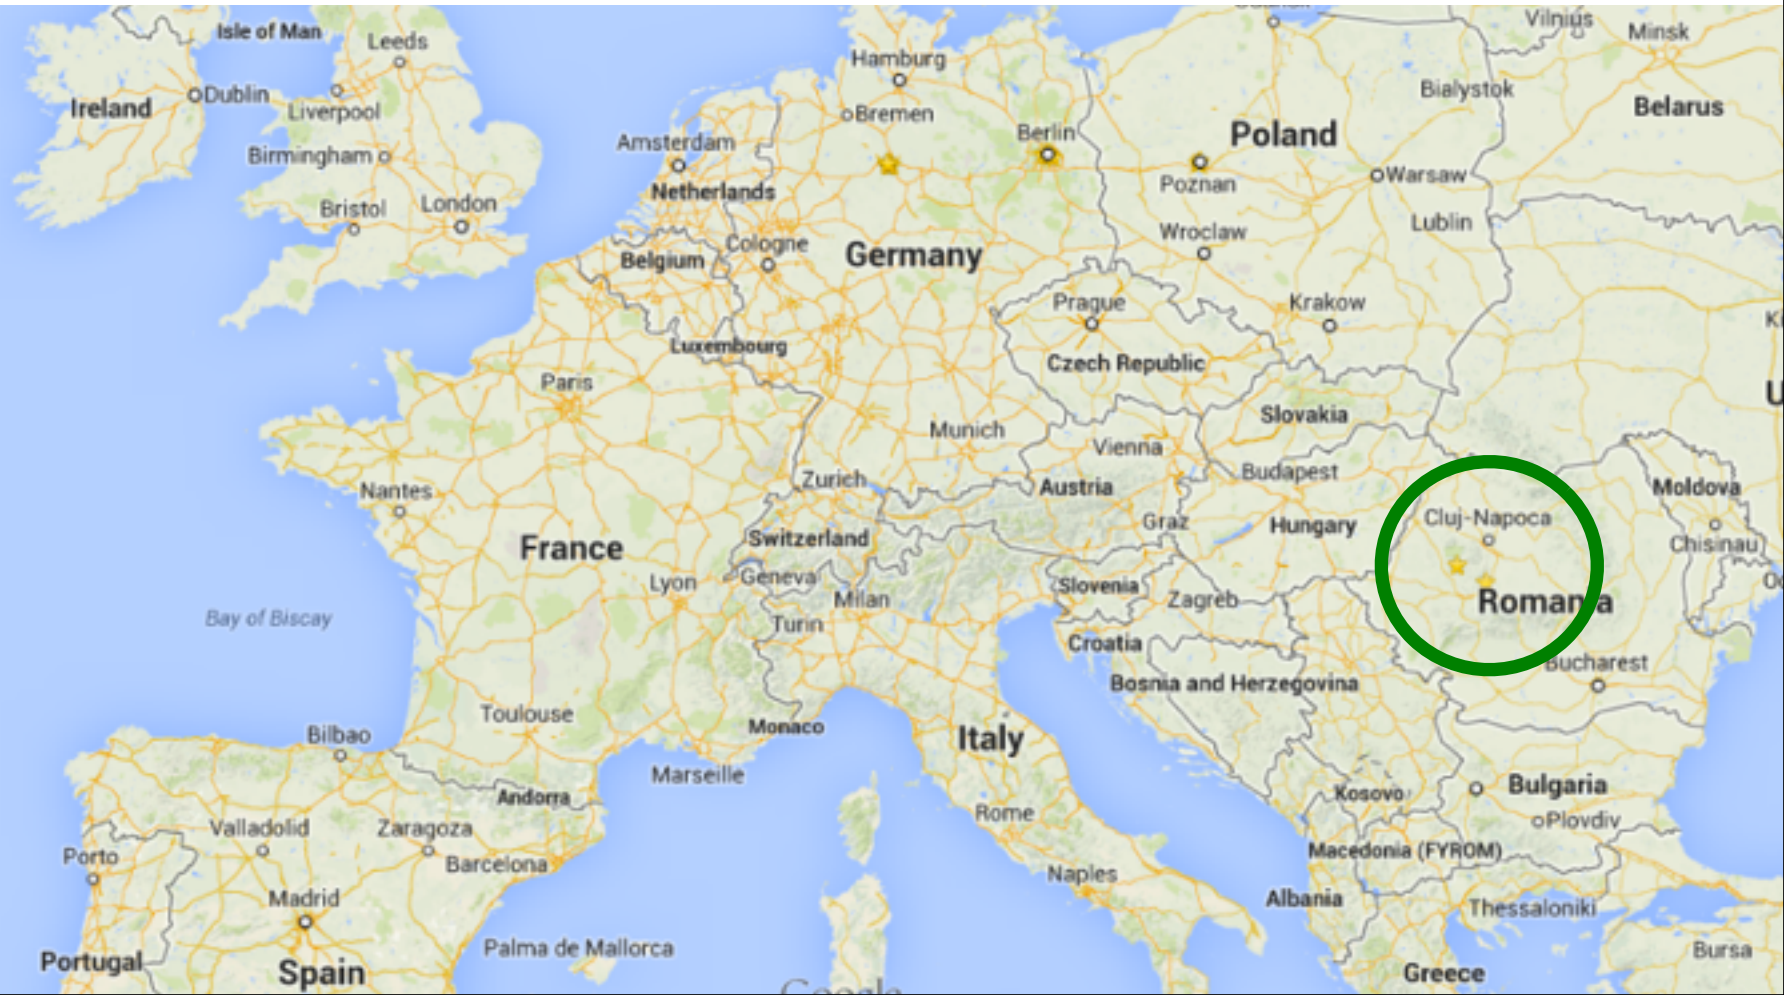 Isle of Man
Leeds
Vilnius
Minsk
Hamburg
Ireland
Dublin
Liverpool
Bremen
Bialystok
Belarus
Amsterdam
Berlin
Poland
Birmingham
Netherlands
Poznan
Warsaw
Bristol
London
Lublin
Cologne
Wroclaw
Belgium
Germany
Prague
Krakow
Luxembourg
Czech Republic
Paris
Slovakia
Munich
Vienna
Zurich
Budapest
Nantes
Austria
Moldova
Graz
Cluj-Napoca
Switzerland
Hungary
France
Chisinau
Lyon
Geneva
Slovenia
Milan
Zagreb
Romania
Bay of Biscay
Turin
Croatia
Bucharest
Bosnia and Herzegovina
Toulouse
Monaco
Bilbao
Italy
Marseille
Andorra
Kosovo
Bulgaria
Rome
Valladolid
Zaragoza
Plovdiv
Porto
Barcelona
Macedonia (FYROM)
Naples
Madrid
Albania
Thessaloniki
Palma de Mallorca
Bursa
Portugal
Spain
Greece